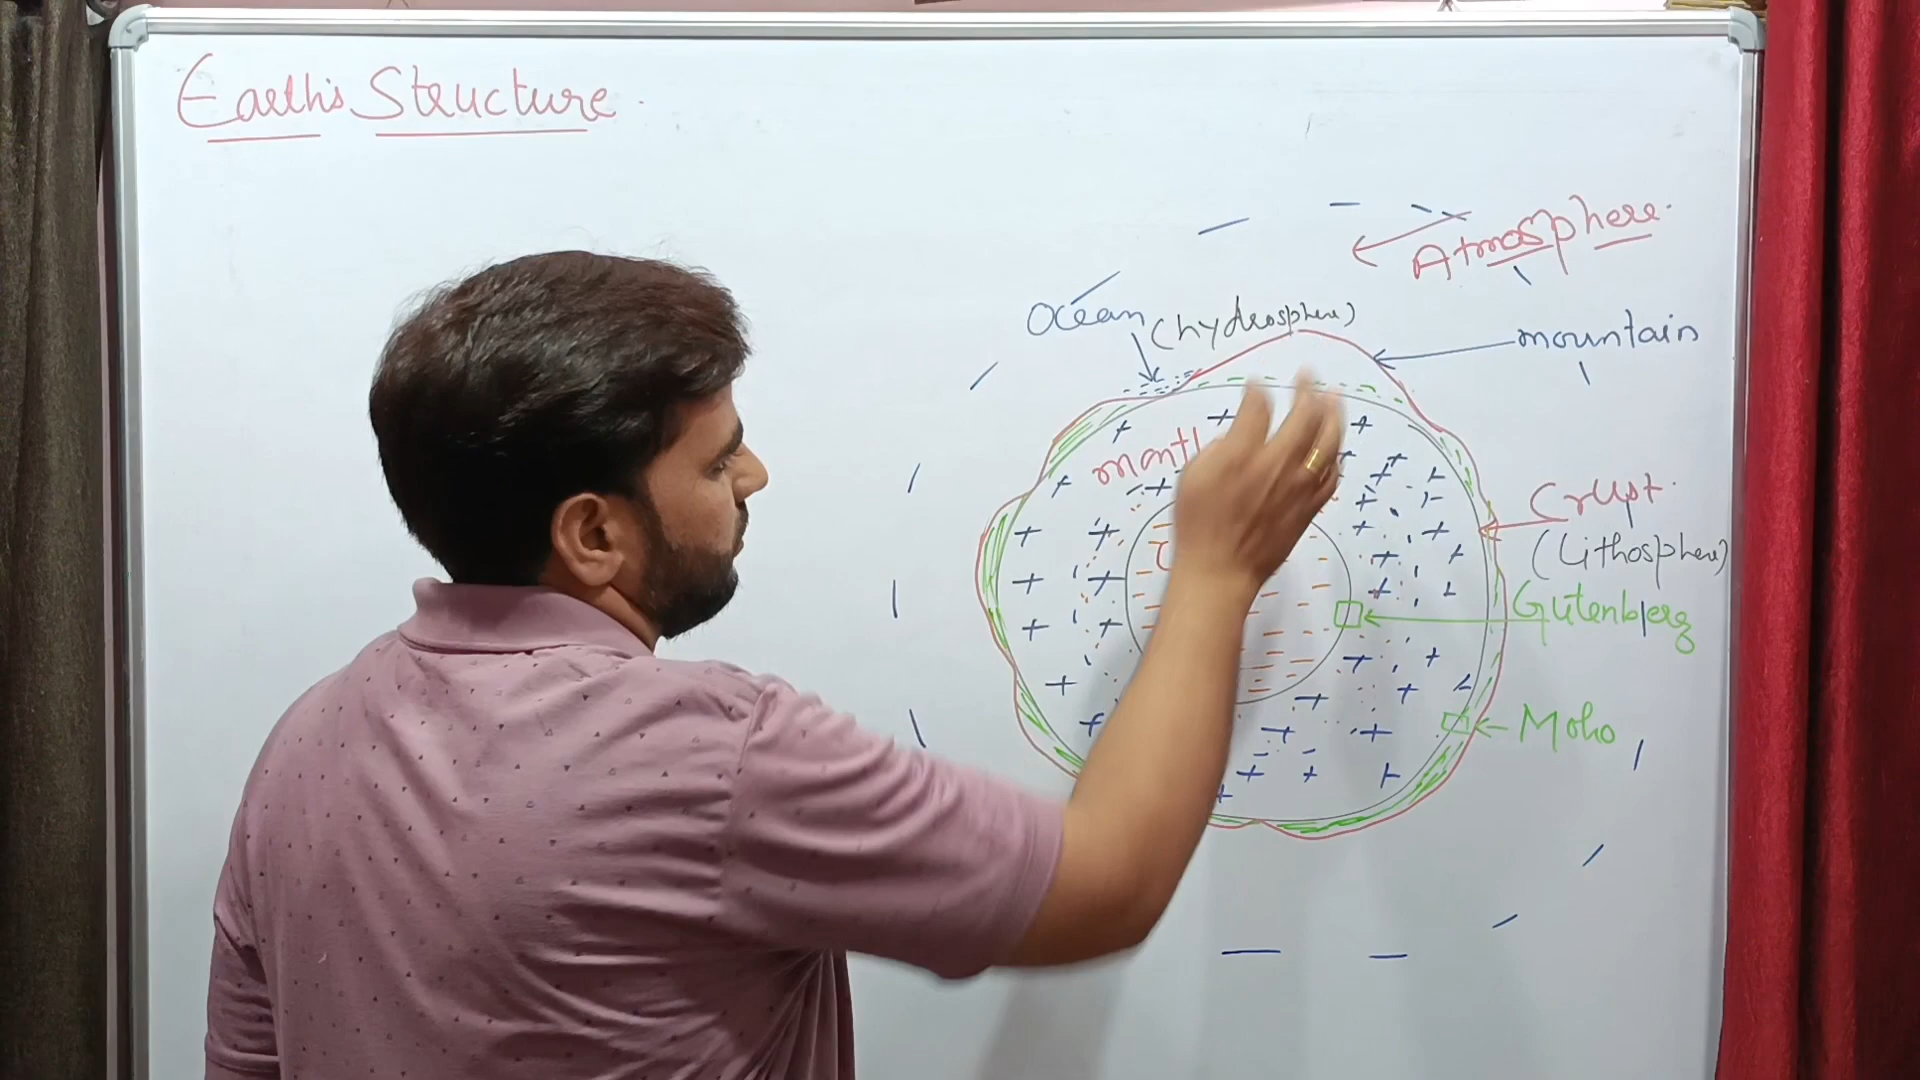 Earth's Structure.
Atmosphere.
Ocean (hydrosphere)
mountain
Crust.
(Lithosphere)
Gutenberg
Moho